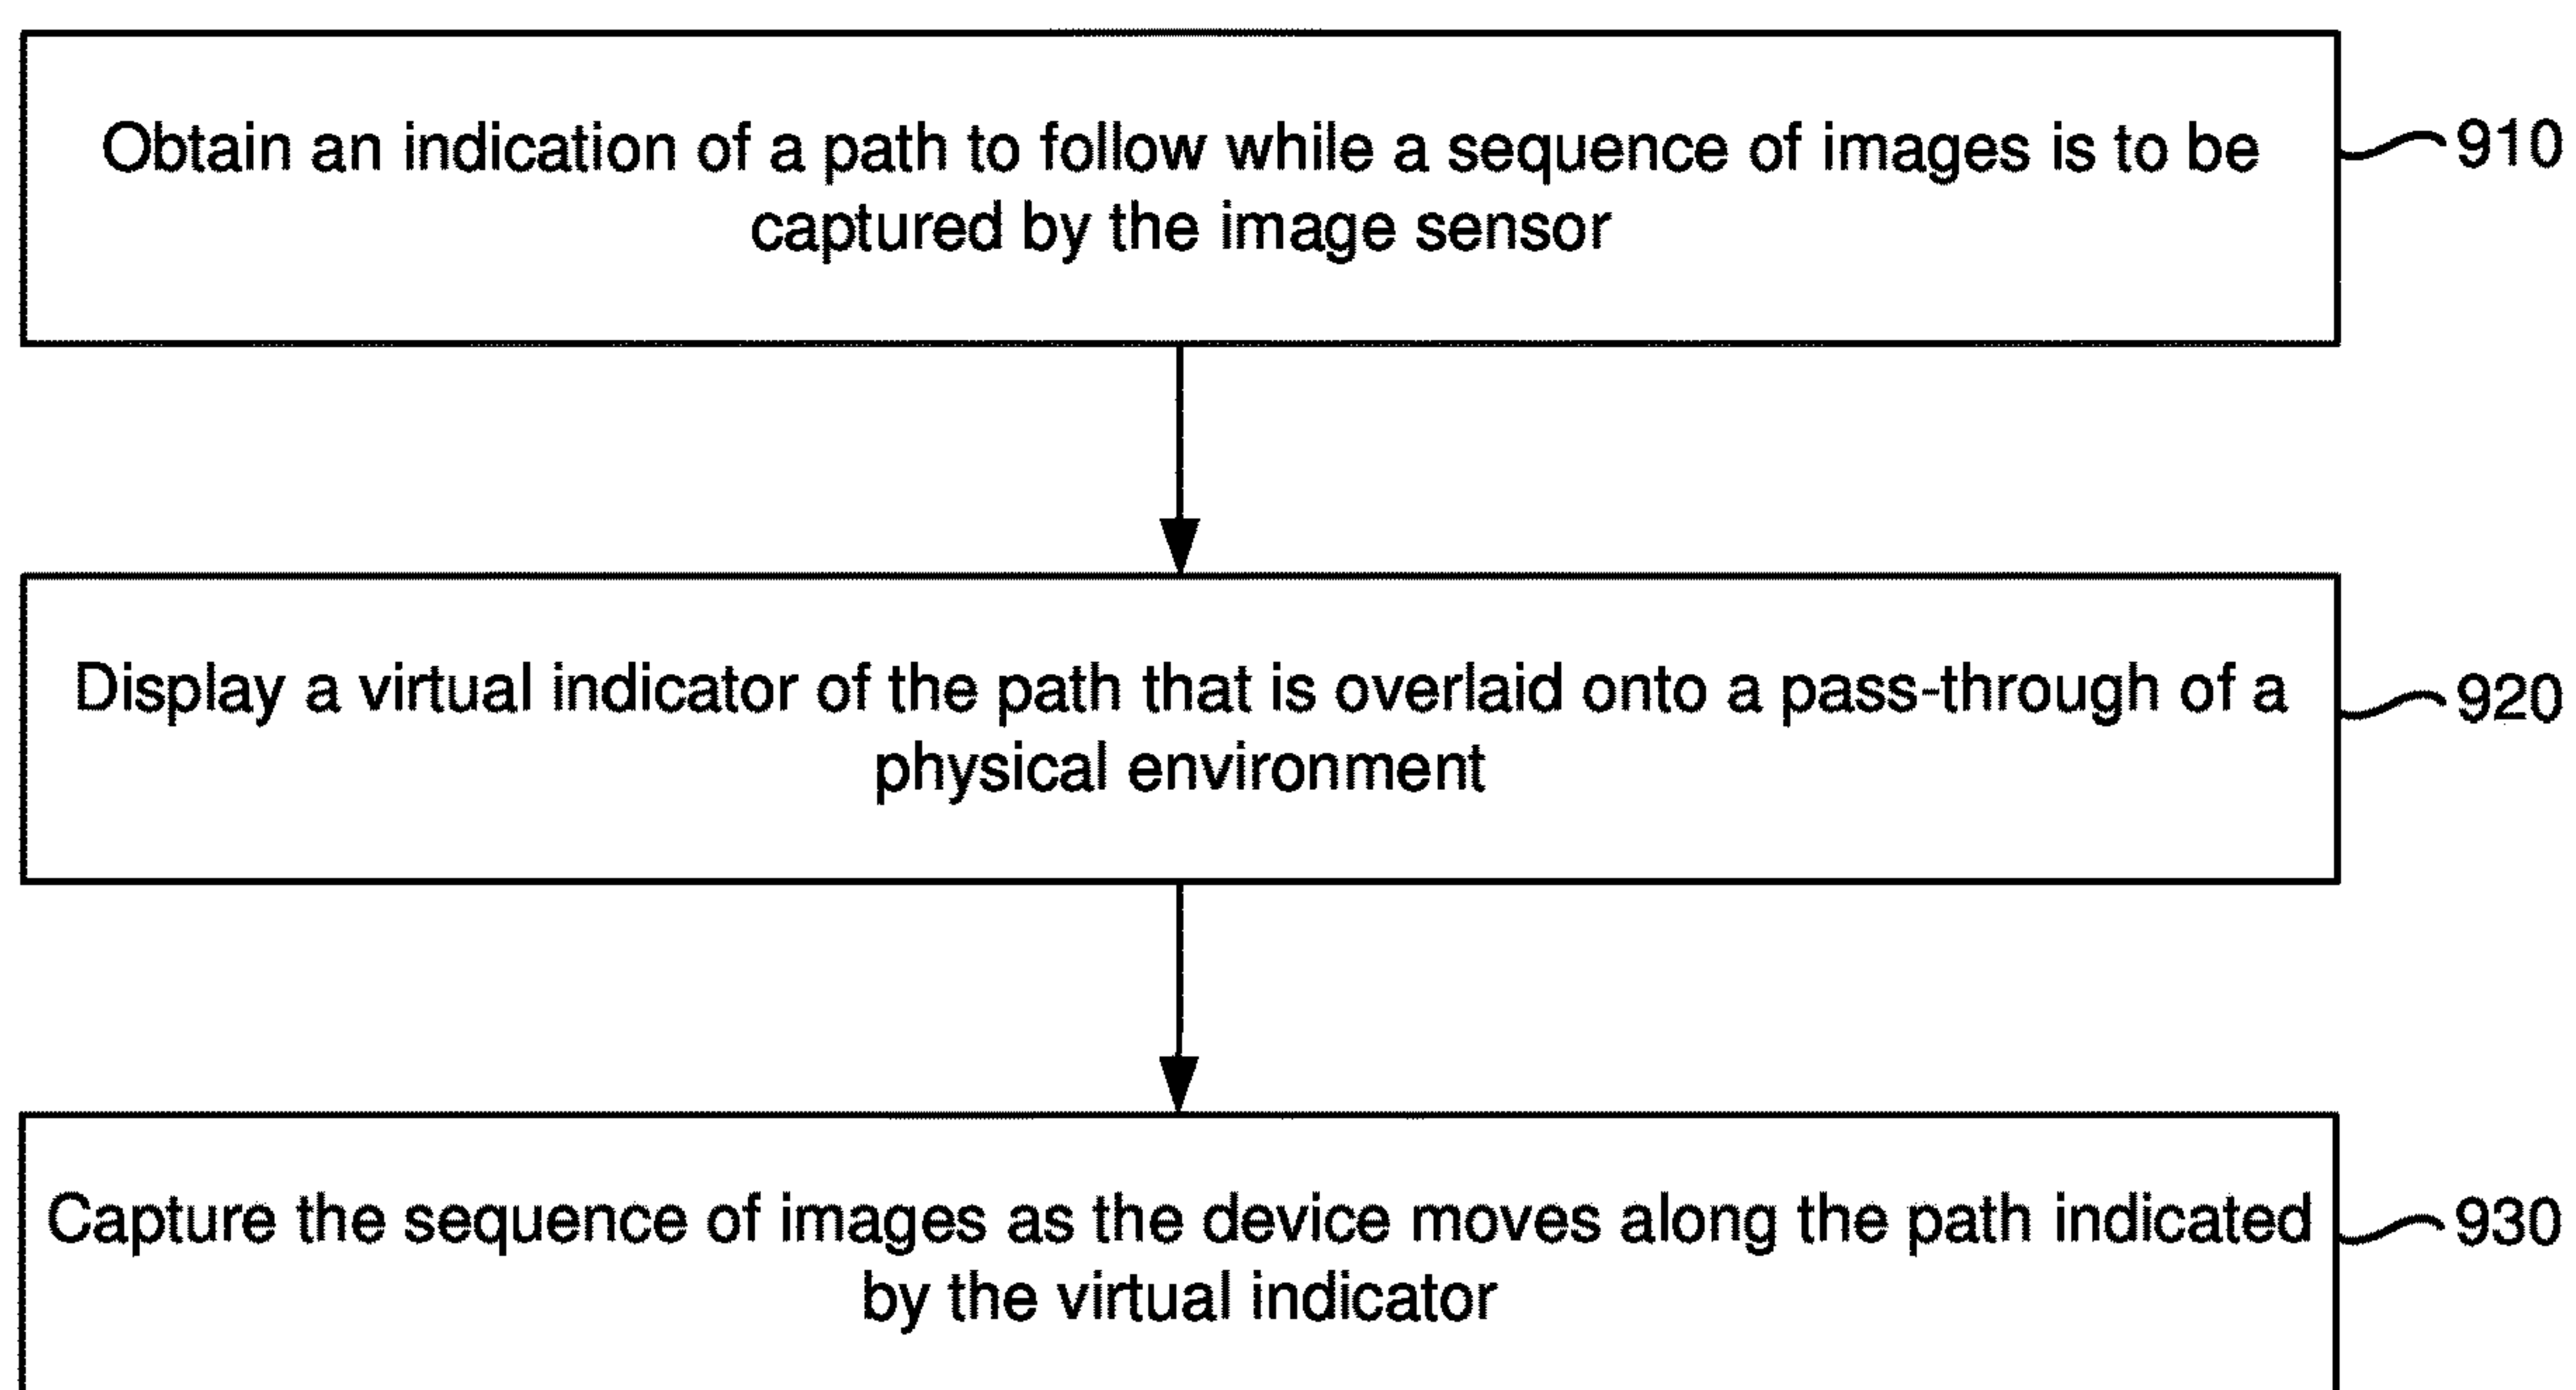 Obtain an indication of a path to follow while a sequence of images is to be
captured by the image sensor
910
Display a virtual indicator of the path that is overlaid onto a pass-through of a
physical environment
920
Capture the sequence of images as the device moves along the path indicated
by the virtual indicator
930